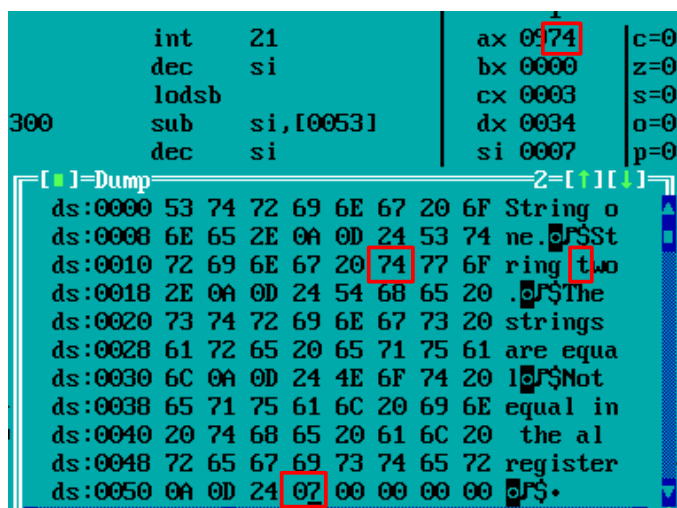 int 21 ax 0974 c=0
dec si bx 0000 z=0
lodsb cx 0003 s=0
300 sub si,[0053] dx 0034 o=0
dec si si 0007 p=0
[■]=Dump 2=[↑][↓]
ds:0000 53 74 72 69 6E 67 20 6F String o
ds:0008 6E 65 2E 0A 0D 24 53 74 ne.◙♪$St
ds:0010 72 69 6E 67 20 74 77 6F ring two
ds:0018 2E 0A 0D 24 54 68 65 20 .◙♪$The
ds:0020 73 74 72 69 6E 67 73 20 strings
ds:0028 61 72 65 20 65 71 75 61 are equa
ds:0030 6C 0A 0D 24 4E 6F 74 20 l◙♪$Not
ds:0038 65 71 75 61 6C 20 69 6E equal in
ds:0040 20 74 68 65 20 61 6C 20 the al
ds:0048 72 65 67 69 73 74 65 72 register
ds:0050 0A 0D 24 07 00 00 00 00 ◙♪$•